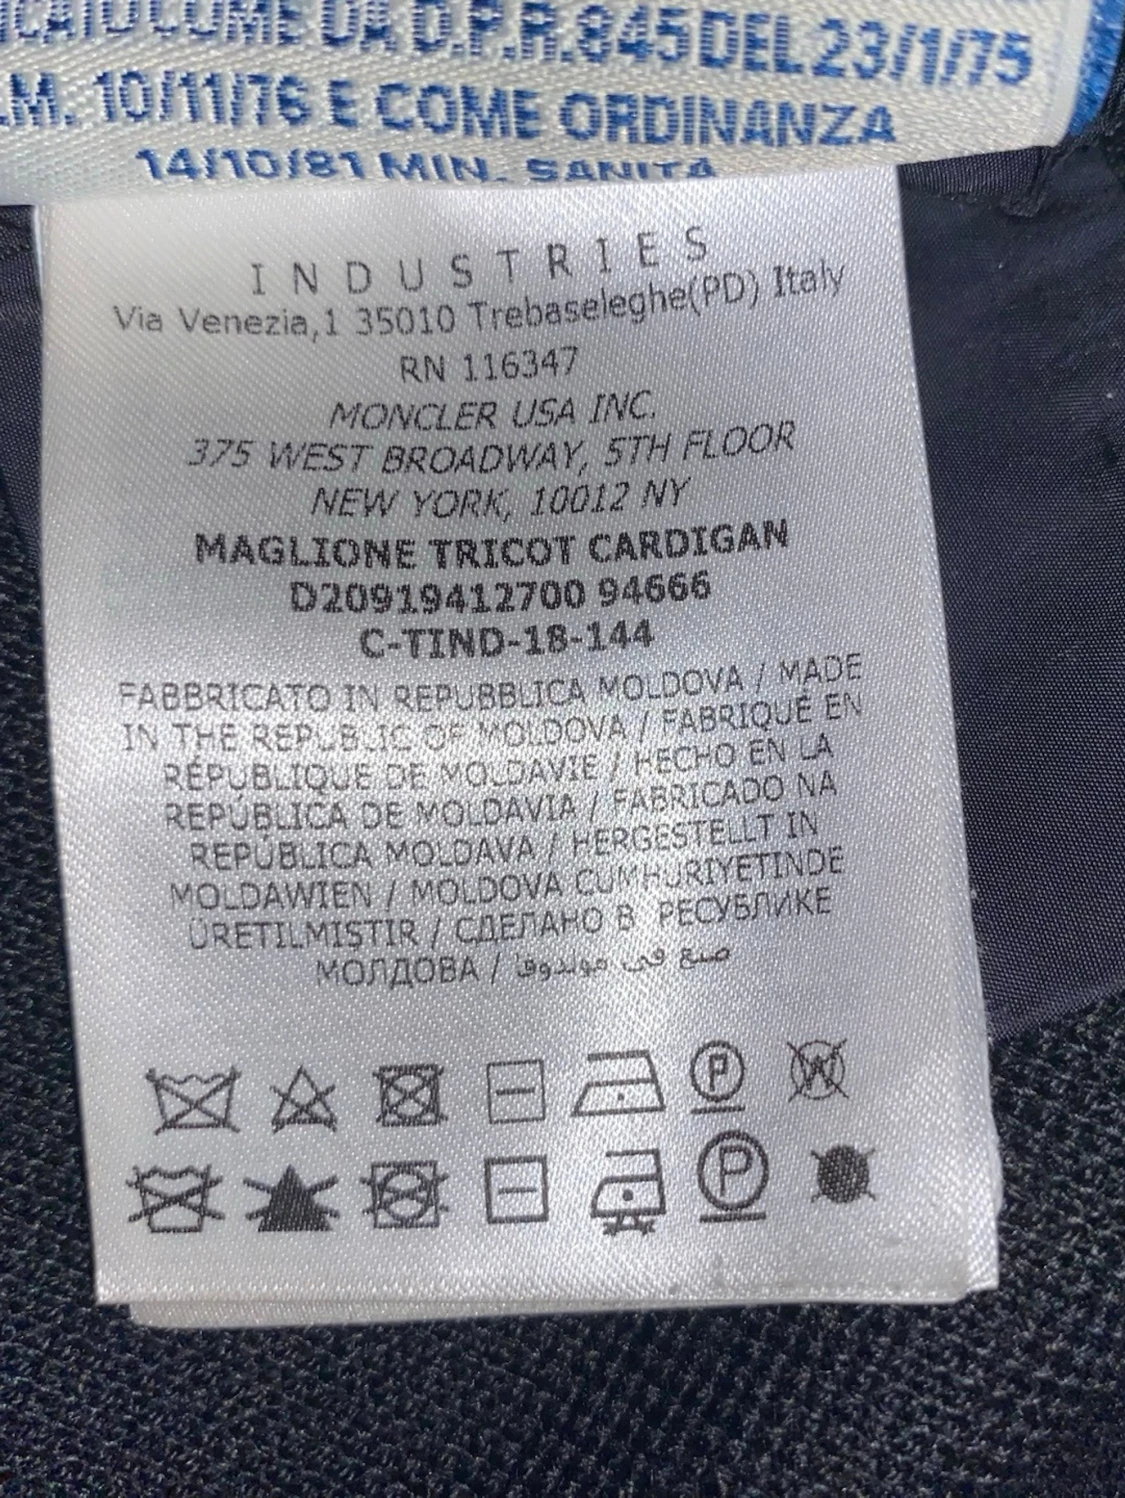 CATO COME DA D.P.R.845 DEL 23/1/75
.M. 10/11/76 E COME ORDINANZA
14/10/81 MIN. SANITA
INDUSTRIES
Via Venezia,1 35010 Trebaseleghe(PD) Italy
RN 116347
MONCLER USA INC.
375 WEST BROADWAY, 5TH FLOOR
NEW YORK, 10012 NY
MAGLIONE TRICOT CARDIGAN
D20919412700 94666
C-TIND-18-144
FABBRICATO IN REPUBBLICA MOLDOVA / MADE
IN THE REPUBLIC OF MOLDOVA / FABRIQUÉ EN
RÉPUBLIQUE DE MOLDAVIE / HECHO EN LA
REPÚBLICA DE MOLDAVIA / FABRICADO NA
REPÚBLICA MOLDAVA / HERGESTELLT IN
MOLDAWIEN / MOLDOVA CUMHURIYETINDE
ÜRETILMISTIR / СДЕЛАНО В РЕСУБЛИКЕ
МОЛДОВА / صنع في مولدوفا
P W
P